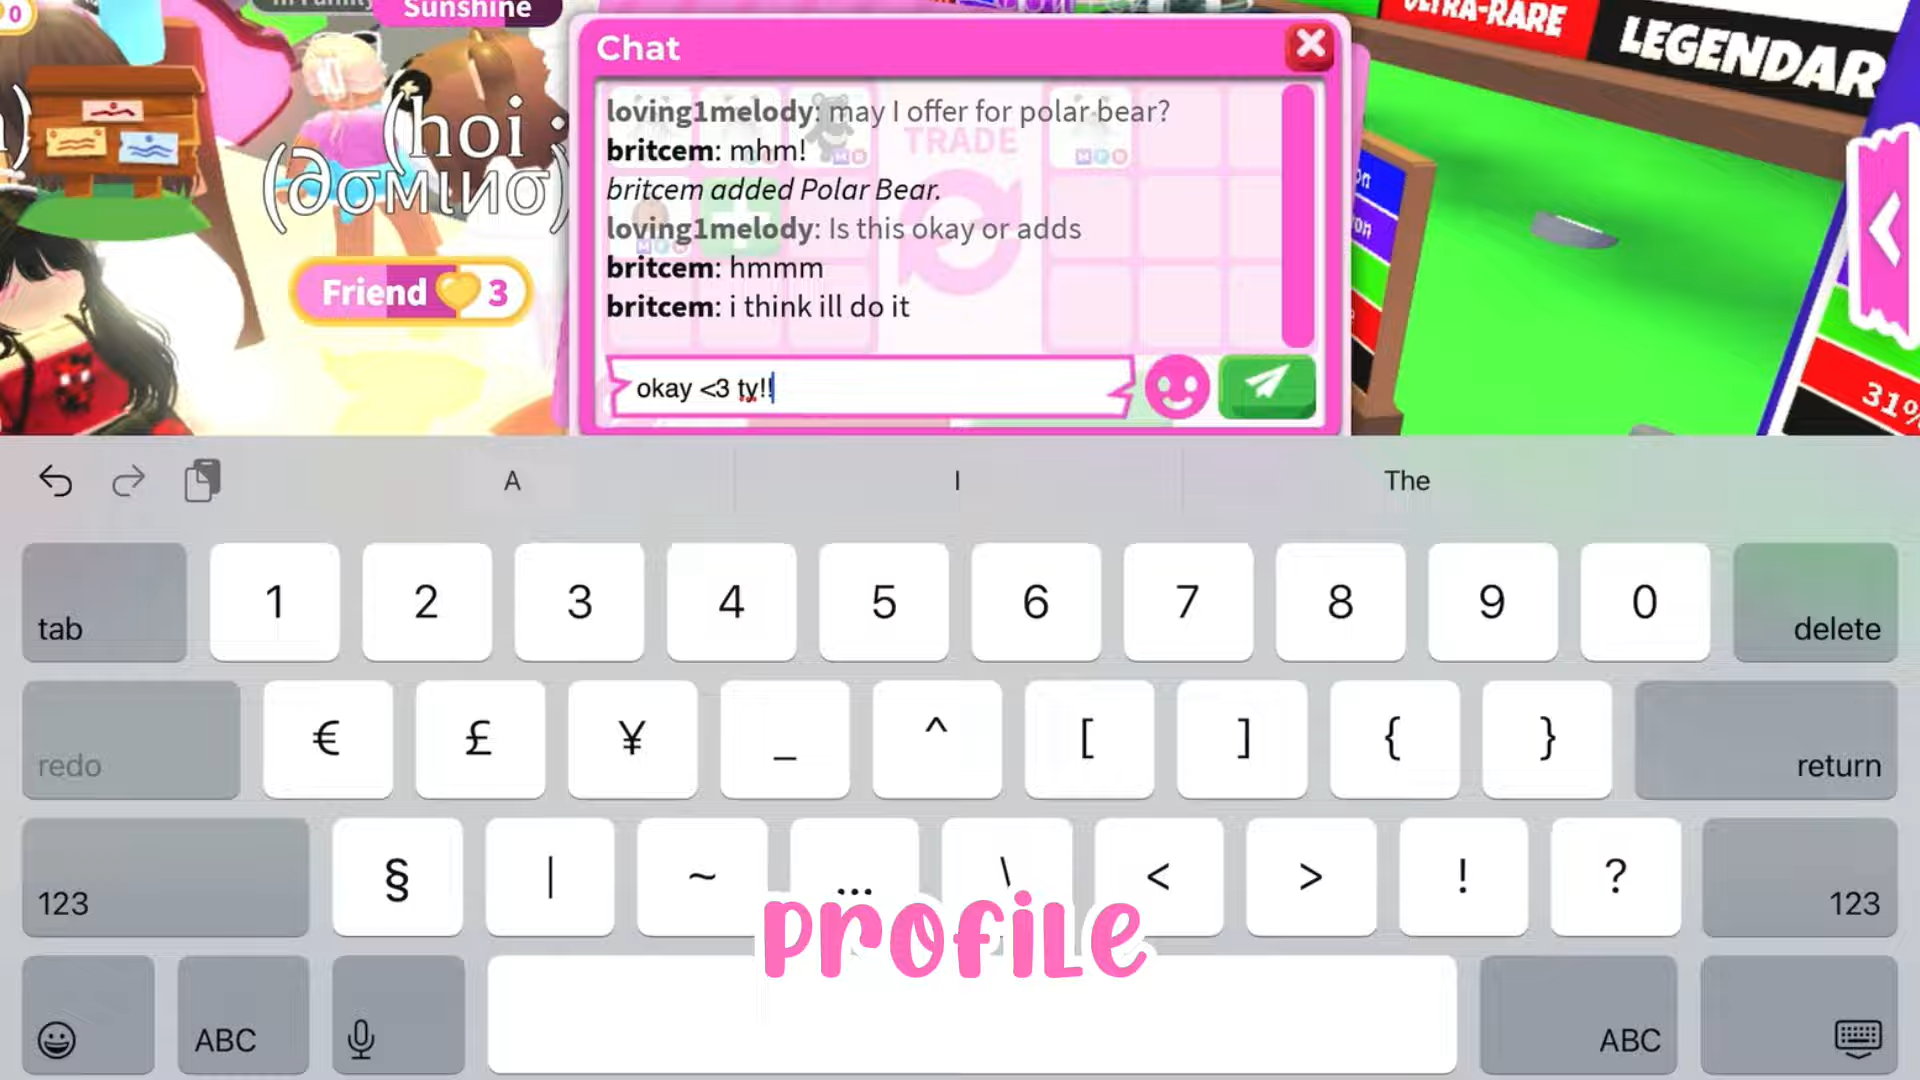 Sunshine
ULTRA-RARE
LEGENDAR
Chat
loving1melody: may I offer for polar bear?
britcem: mhm!
britcem added Polar Bear.
loving1melody: Is this okay or adds
britcem: hmmm
britcem: i think ill do it
TRADE
okay <3 ty!!
(hoi :
(∂σмιиσ)
Friend 3
31%
A
I
The
tab 1 2 3 4 5 6 7 8 9 0 delete
redo € £ ¥ _ ^ [ ] { } return
123 § | ~ … \ < > ! ? 123
profile
ABC ABC